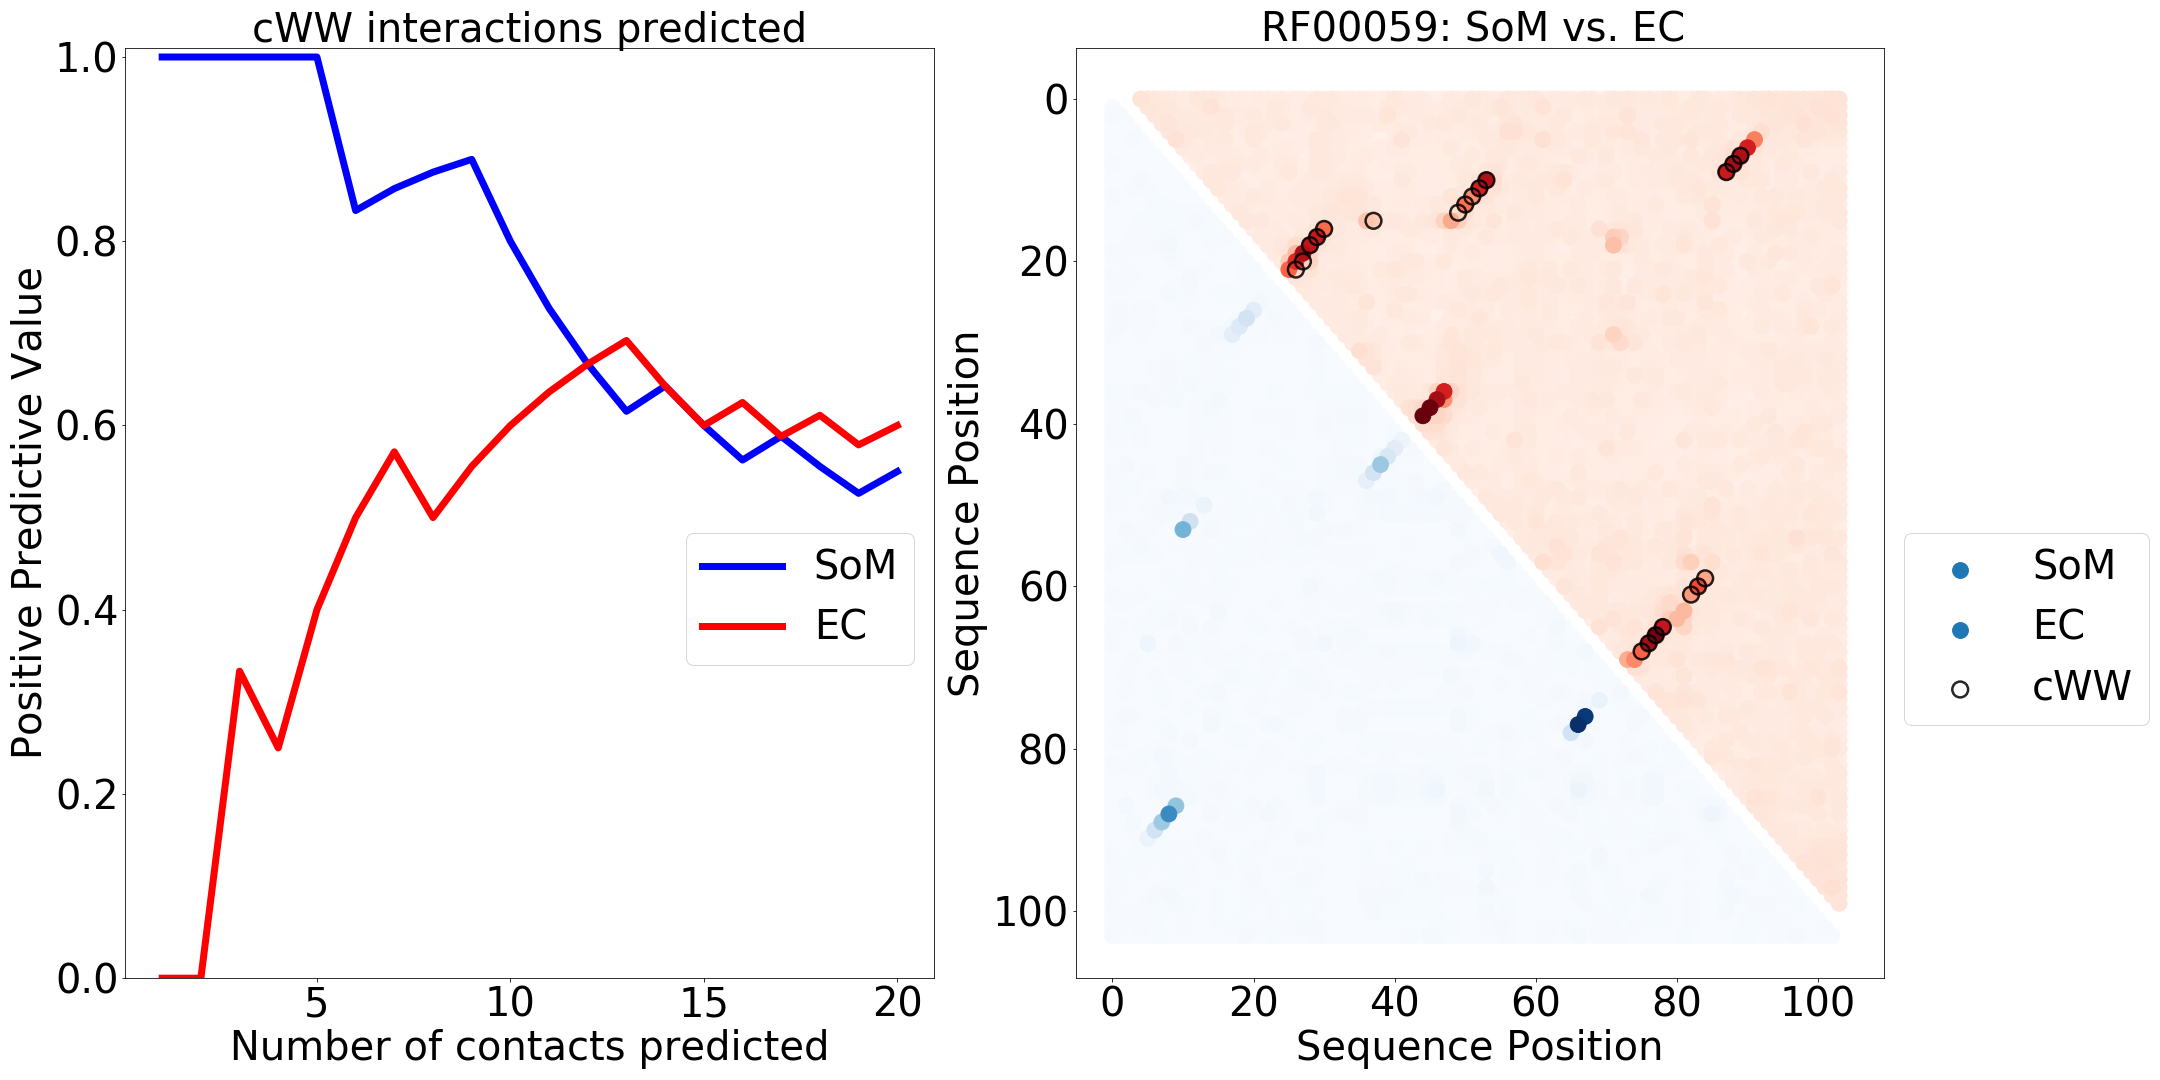 cWW interactions predicted
Positive Predictive Value
1.0
0.8
0.6
0.4
0.2
0.0
5 10 15 20
Number of contacts predicted
SoM
EC
RF00059: SoM vs. EC
Sequence Position
0
20
40
60
80
100
0 20 40 60 80 100
Sequence Position
SoM
EC
cWW